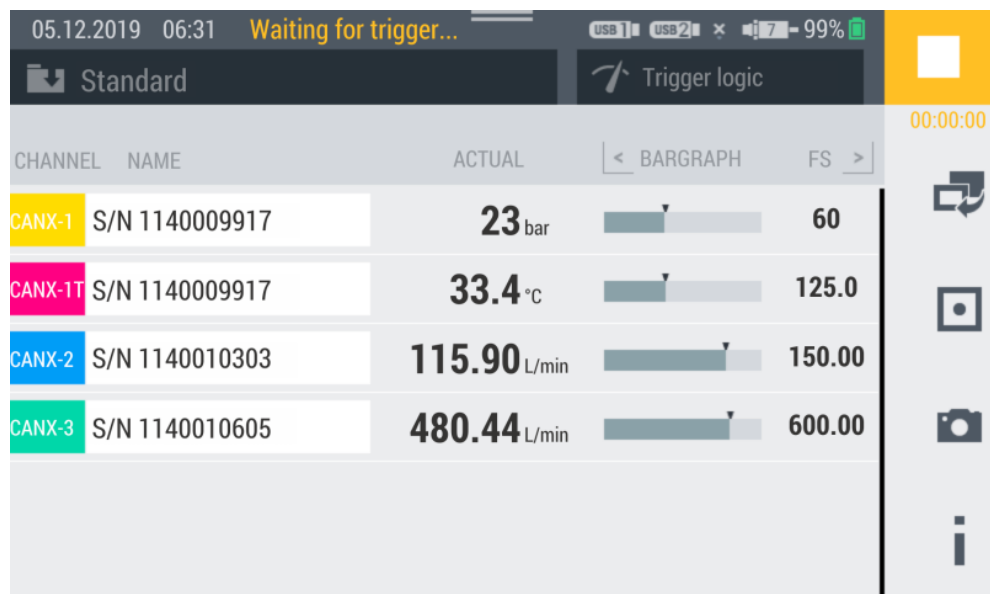 05.12.2019 06:31 Waiting for trigger... USB 1 USB 2 7 99%
Standard Trigger logic
00:00:00
CHANNEL NAME ACTUAL < BARGRAPH FS >
CANX-1 S/N 1140009917 23 bar 60
CANX-1T S/N 1140009917 33.4 °C 125.0
CANX-2 S/N 1140010303 115.90 L/min 150.00
CANX-3 S/N 1140010605 480.44 L/min 600.00
i